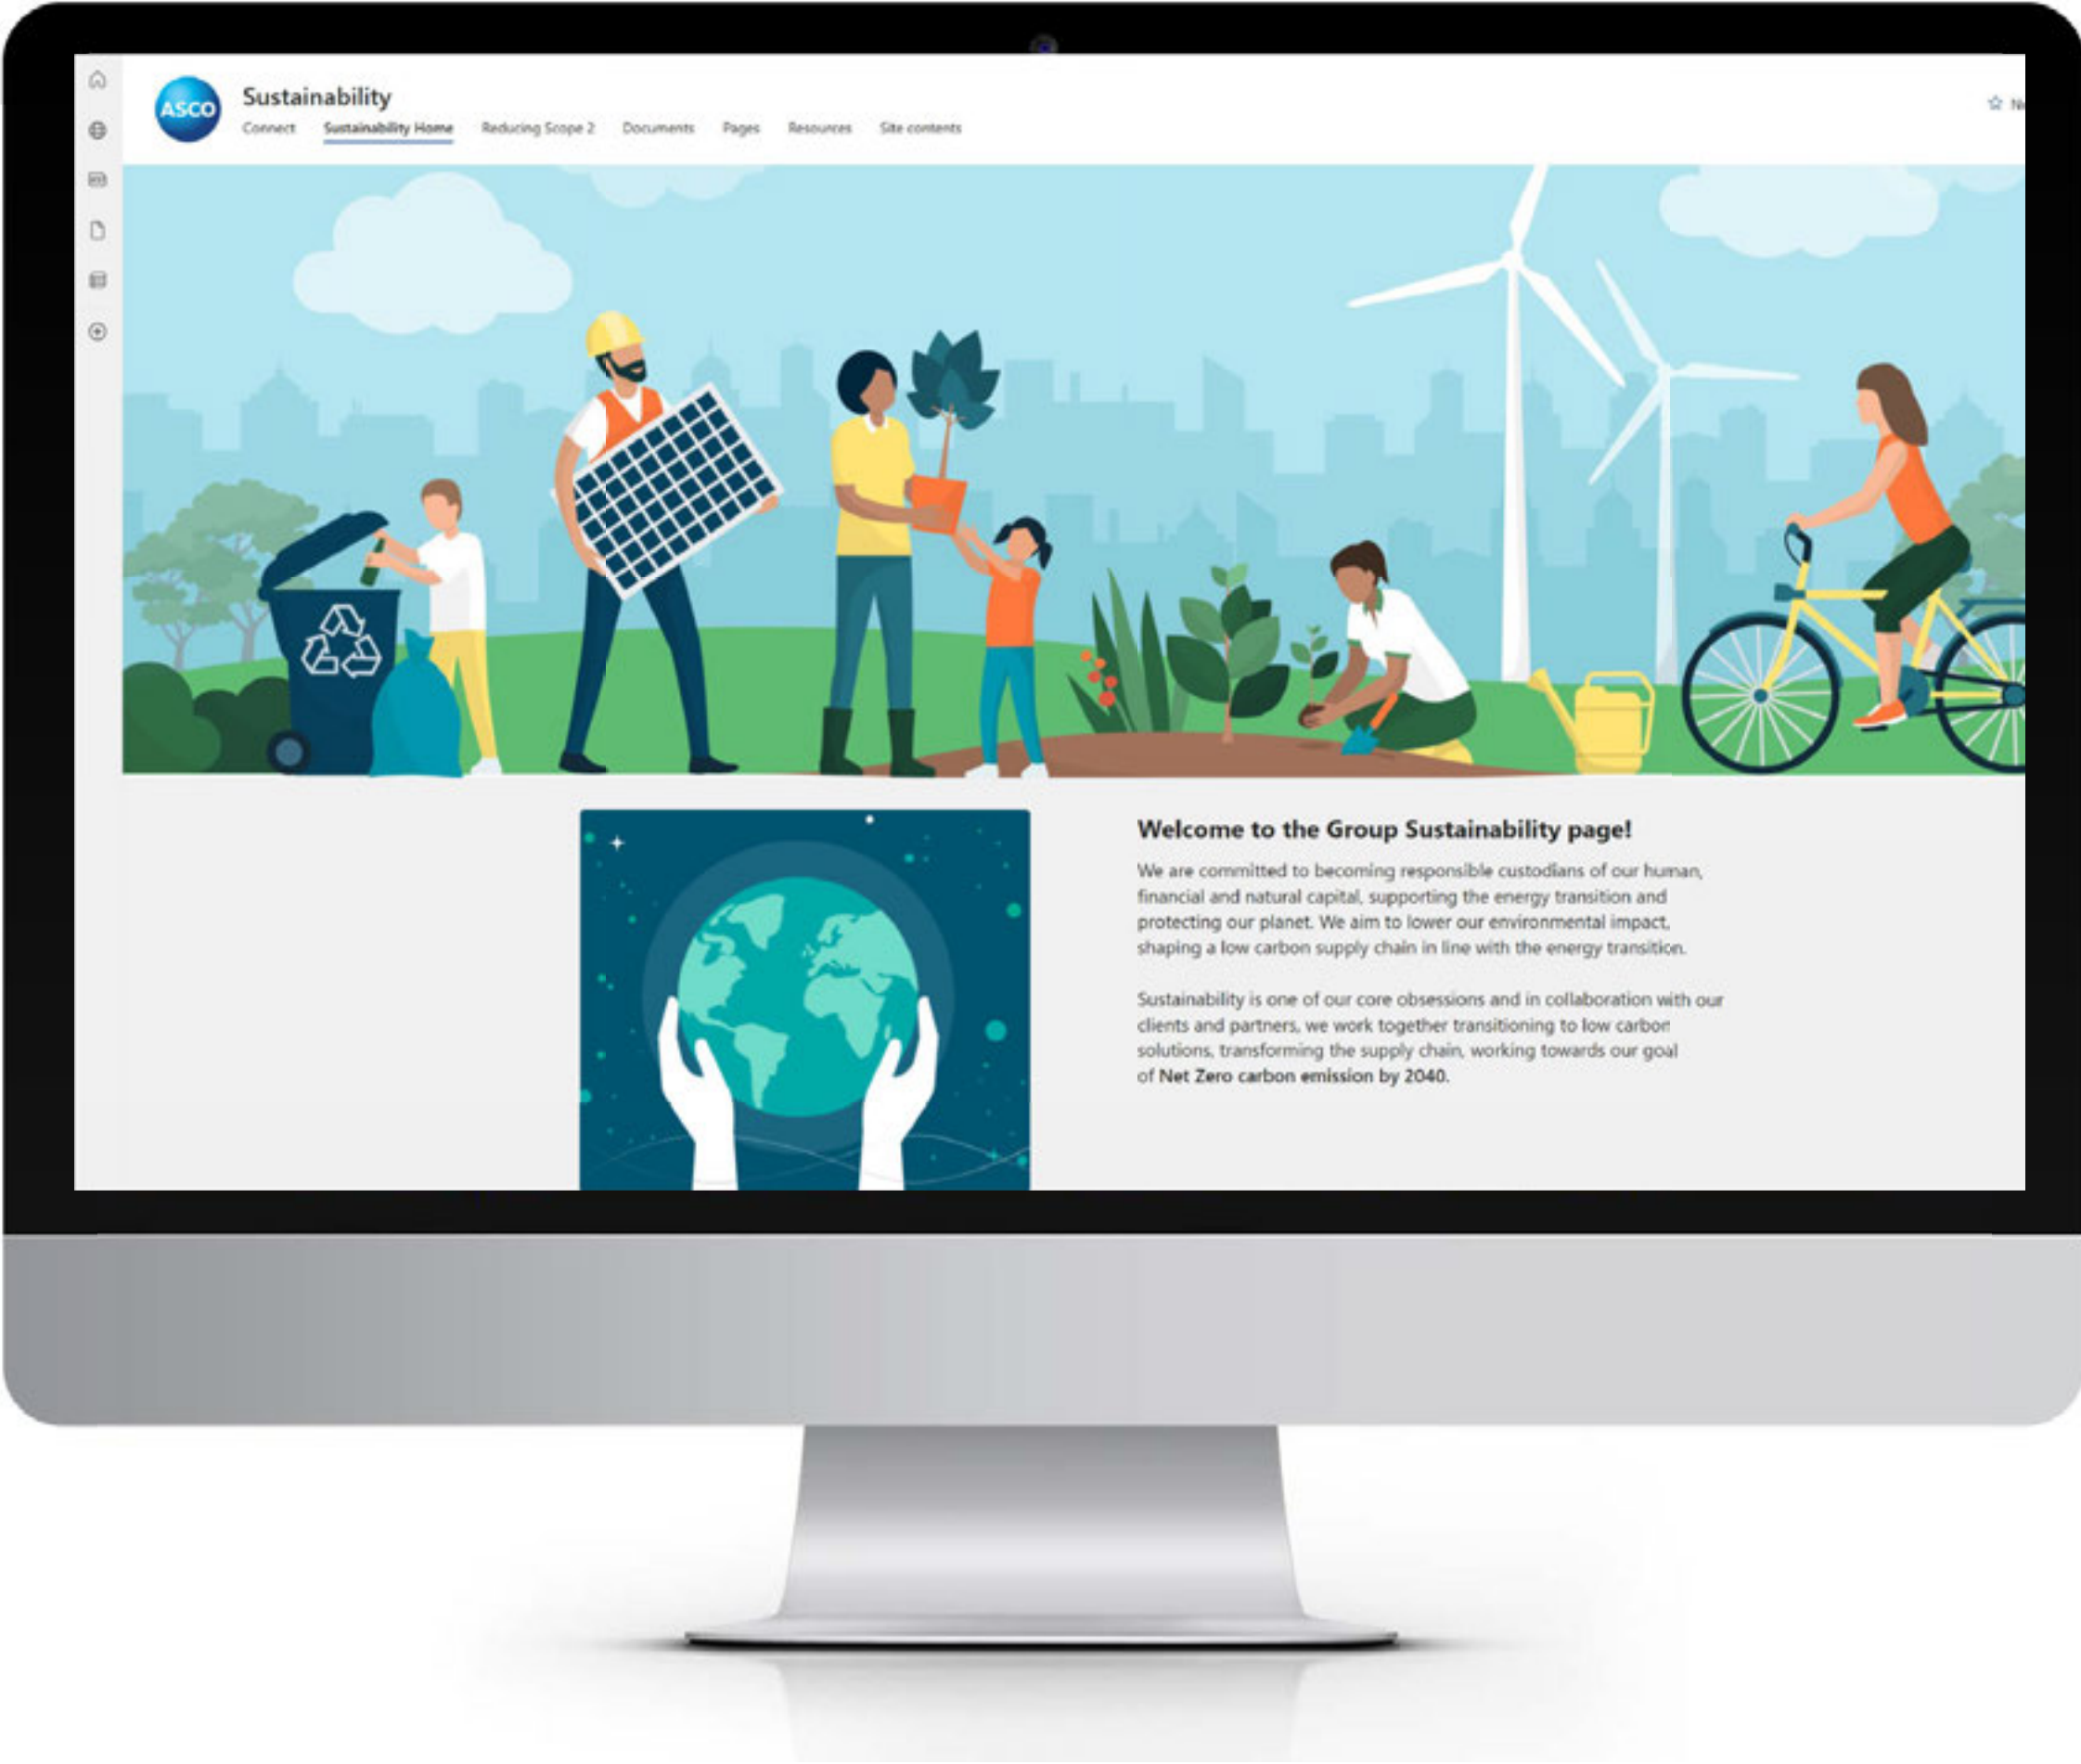 ASCO
Sustainability
Connect Sustainability Home Reducing Scope 2 Documents Pages Resources Site contents
Welcome to the Group Sustainability page!
We are committed to becoming responsible custodians of our human,
financial and natural capital, supporting the energy transition and
protecting our planet. We aim to lower our environmental impact,
shaping a low carbon supply chain in line with the energy transition.
Sustainability is one of our core obsessions and in collaboration with our
clients and partners, we work together transitioning to low carbon
solutions, transforming the supply chain, working towards our goal
of Net Zero carbon emission by 2040.